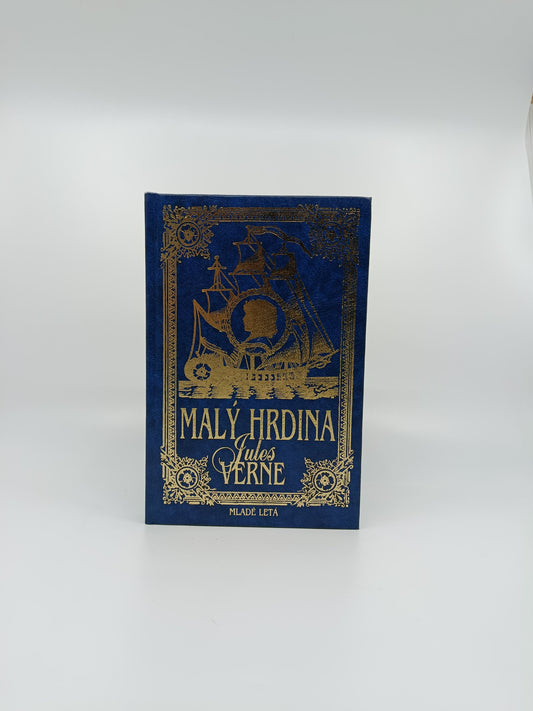 MALÝ HRDINA
Jules
VERNE
MLADÉ LETÁ